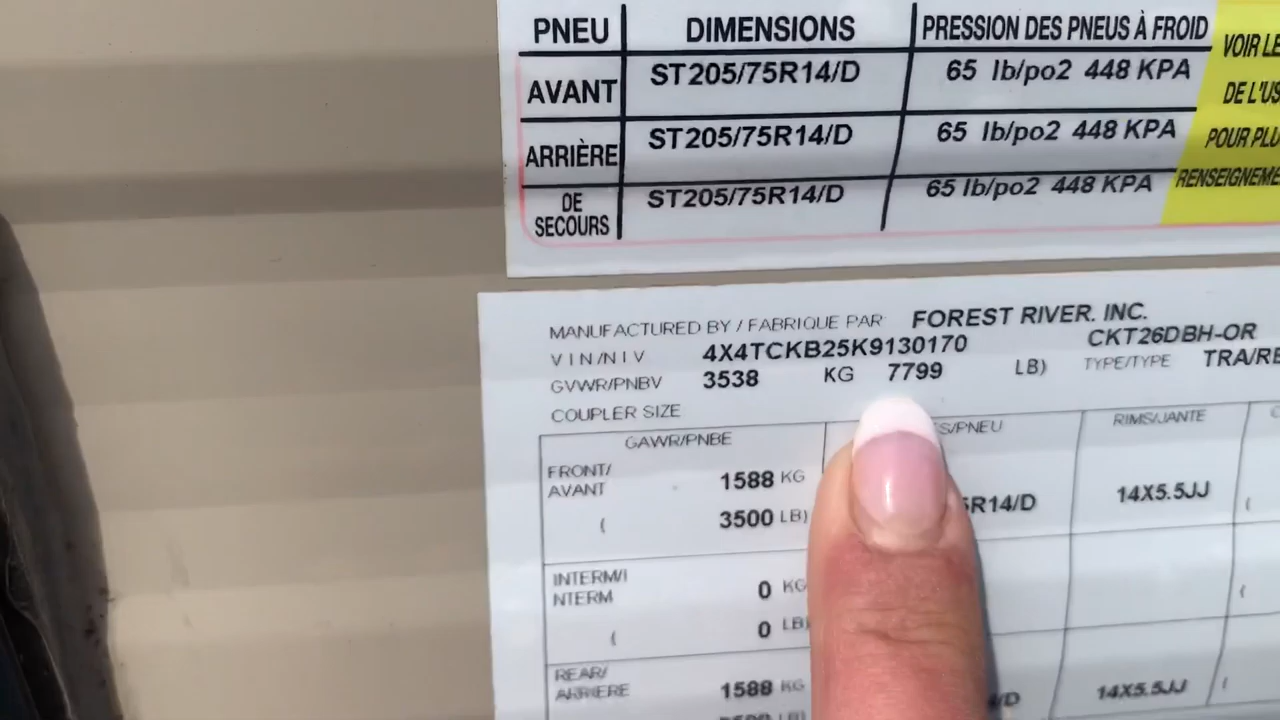 PNEU DIMENSIONS PRESSION DES PNEUS À FROID
AVANT ST205/75R14/D 65 lb/po2 448 KPA
ARRIÈRE ST205/75R14/D 65 lb/po2 448 KPA
DE SECOURS ST205/75R14/D 65 lb/po2 448 KPA
VOIR LE
DE L'US
POUR PLU
RENSEIGNEME
MANUFACTURED BY / FABRIQUE PAR FOREST RIVER. INC.
VIN/NIV 4X4TCKB25K9130170 CKT26DBH-OR
GVWR/PNBV 3538 KG 7799 LB) TYPE/TYPE TRA/RE
COUPLER SIZE
GAWR/PNBE S/PNEU RIMS/JANTE
FRONT/
AVANT 1588 KG R14/D 14X5.5JJ
( 3500 LB) (
INTERM/I
NTERM 0 KG (
( 0 LB)
REAR/
ARRIERE 1588 KG /D 14X5.5JJ (
LB)